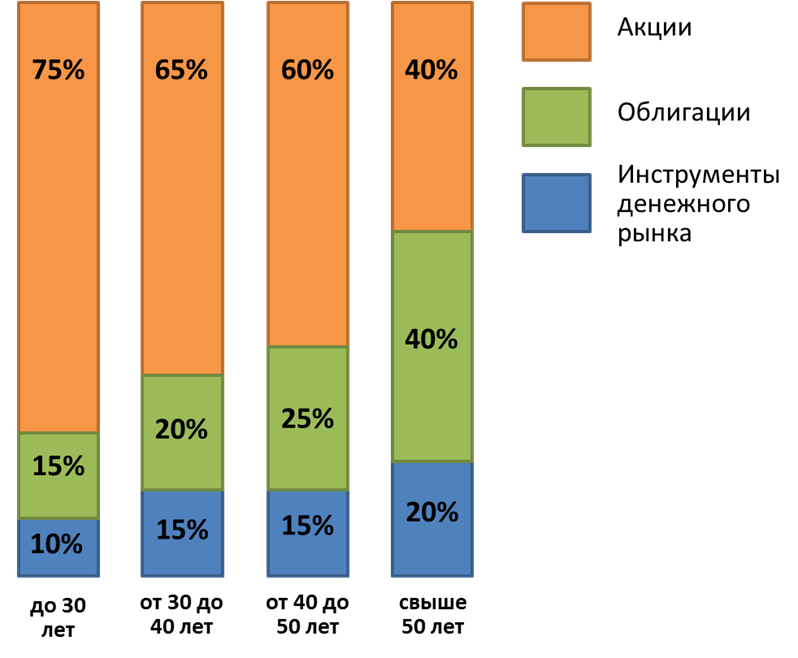 75%
65%
60%
40%
Акции
Облигации
Инструменты
денежного
рынка
40%
25%
20%
15%
20%
15%
15%
10%
до 30
лет
от 30 до
40 лет
от 40 до
50 лет
свыше
50 лет